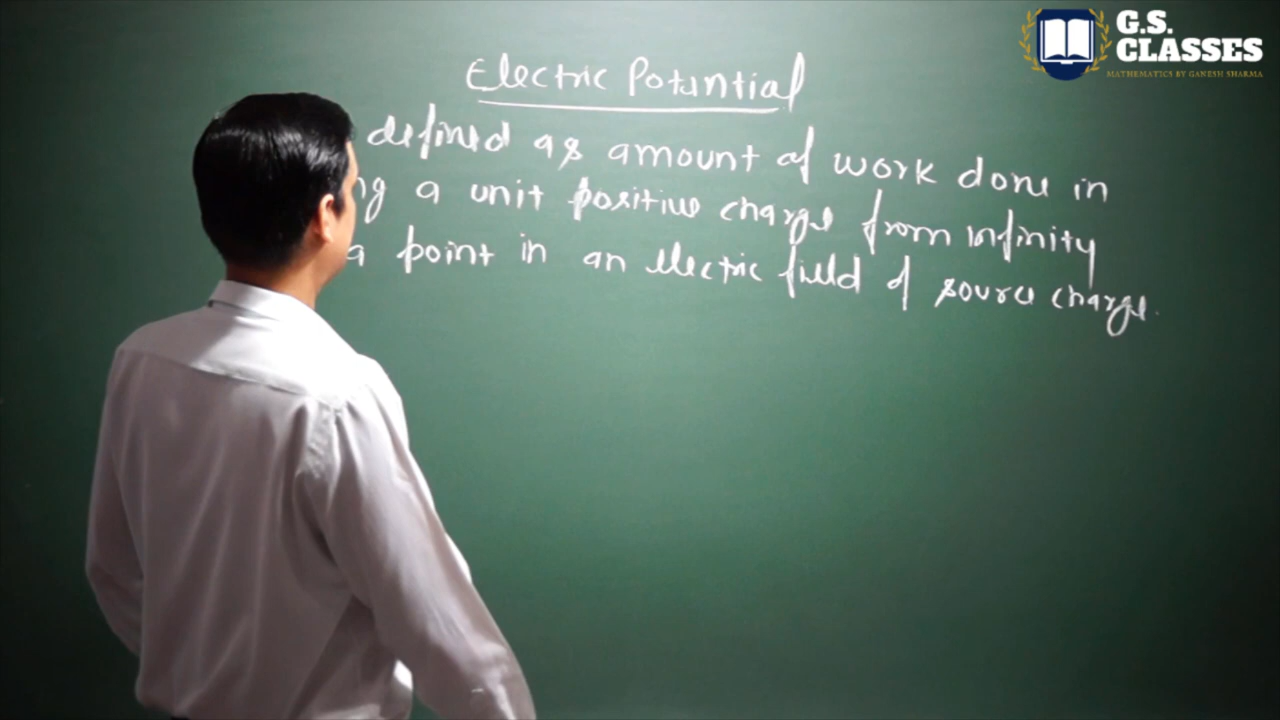 G.S.
CLASSES
MATHEMATICS BY GANESH SHARMA
Electric Potential
defined as amount of work done in
ng a unit positive charge from infinity
a point in an electric field of source charge.